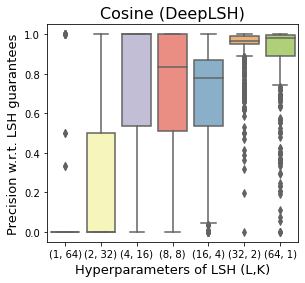 Cosine (DeepLSH)
Precision w.r.t. LSH guarantees
1.0
0.8
0.6
0.4
0.2
0.0
(1, 64) (2, 32) (4, 16) (8, 8) (16, 4) (32, 2) (64, 1)
Hyperparameters of LSH (L,K)